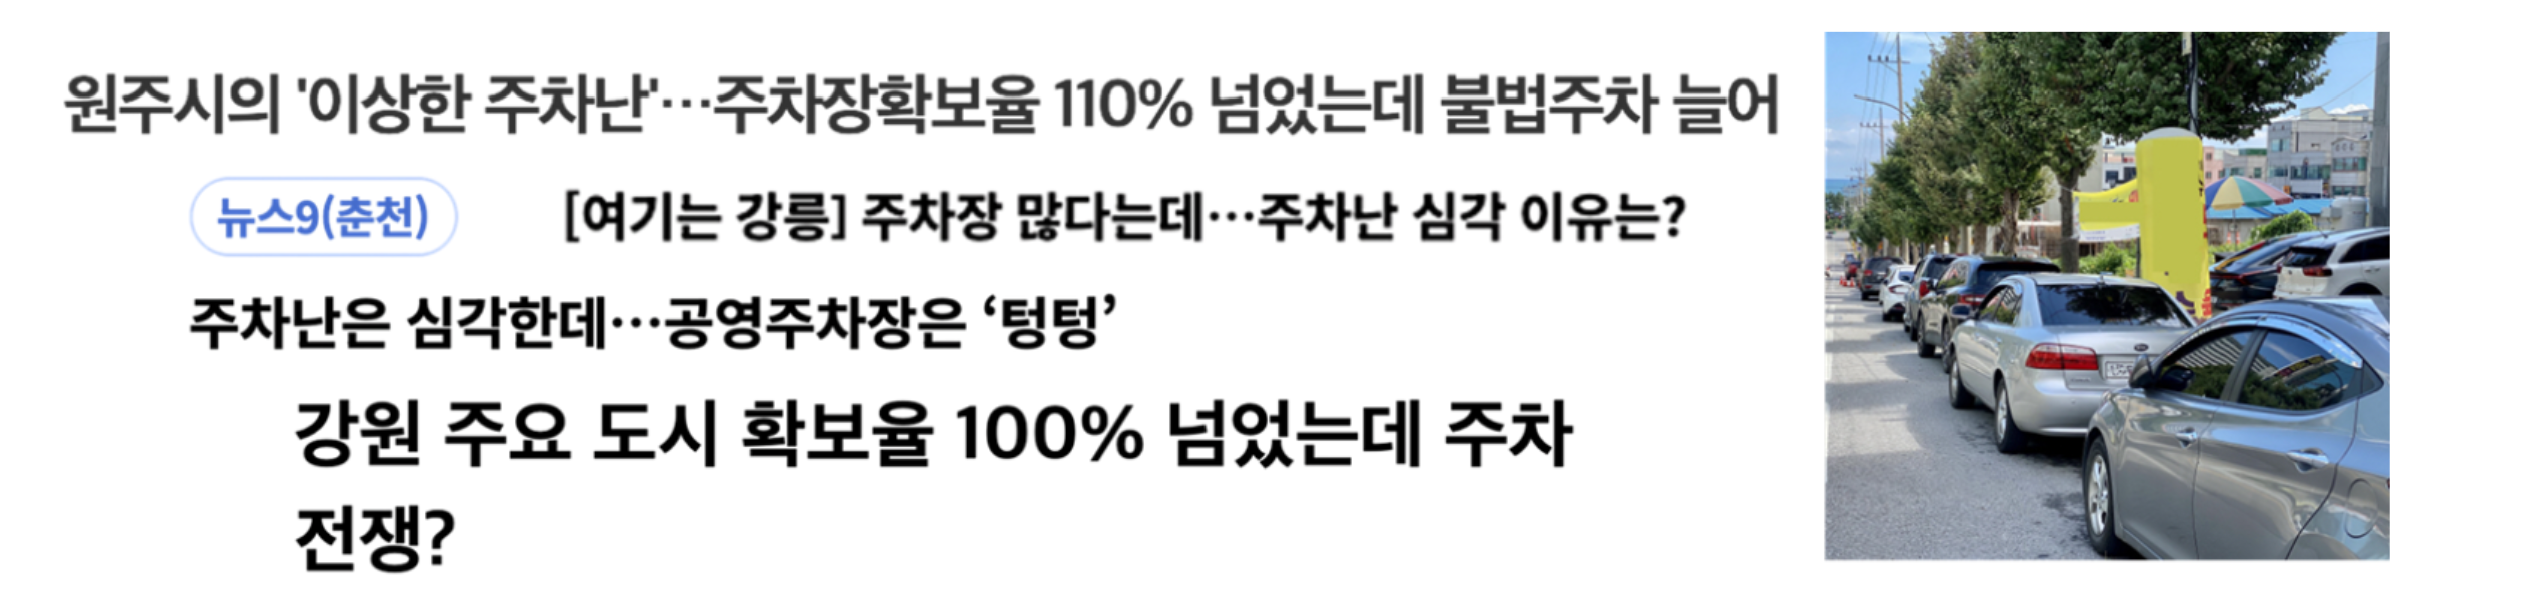 원주시의 '이상한 주차난'…주차장확보율 110% 넘었는데 불법주차 늘어
뉴스9(춘천) [여기는 강릉] 주차장 많다는데…주차난 심각 이유는?
주차난은 심각한데…공영주차장은 ‘텅텅’
강원 주요 도시 확보율 100% 넘었는데 주차
전쟁?